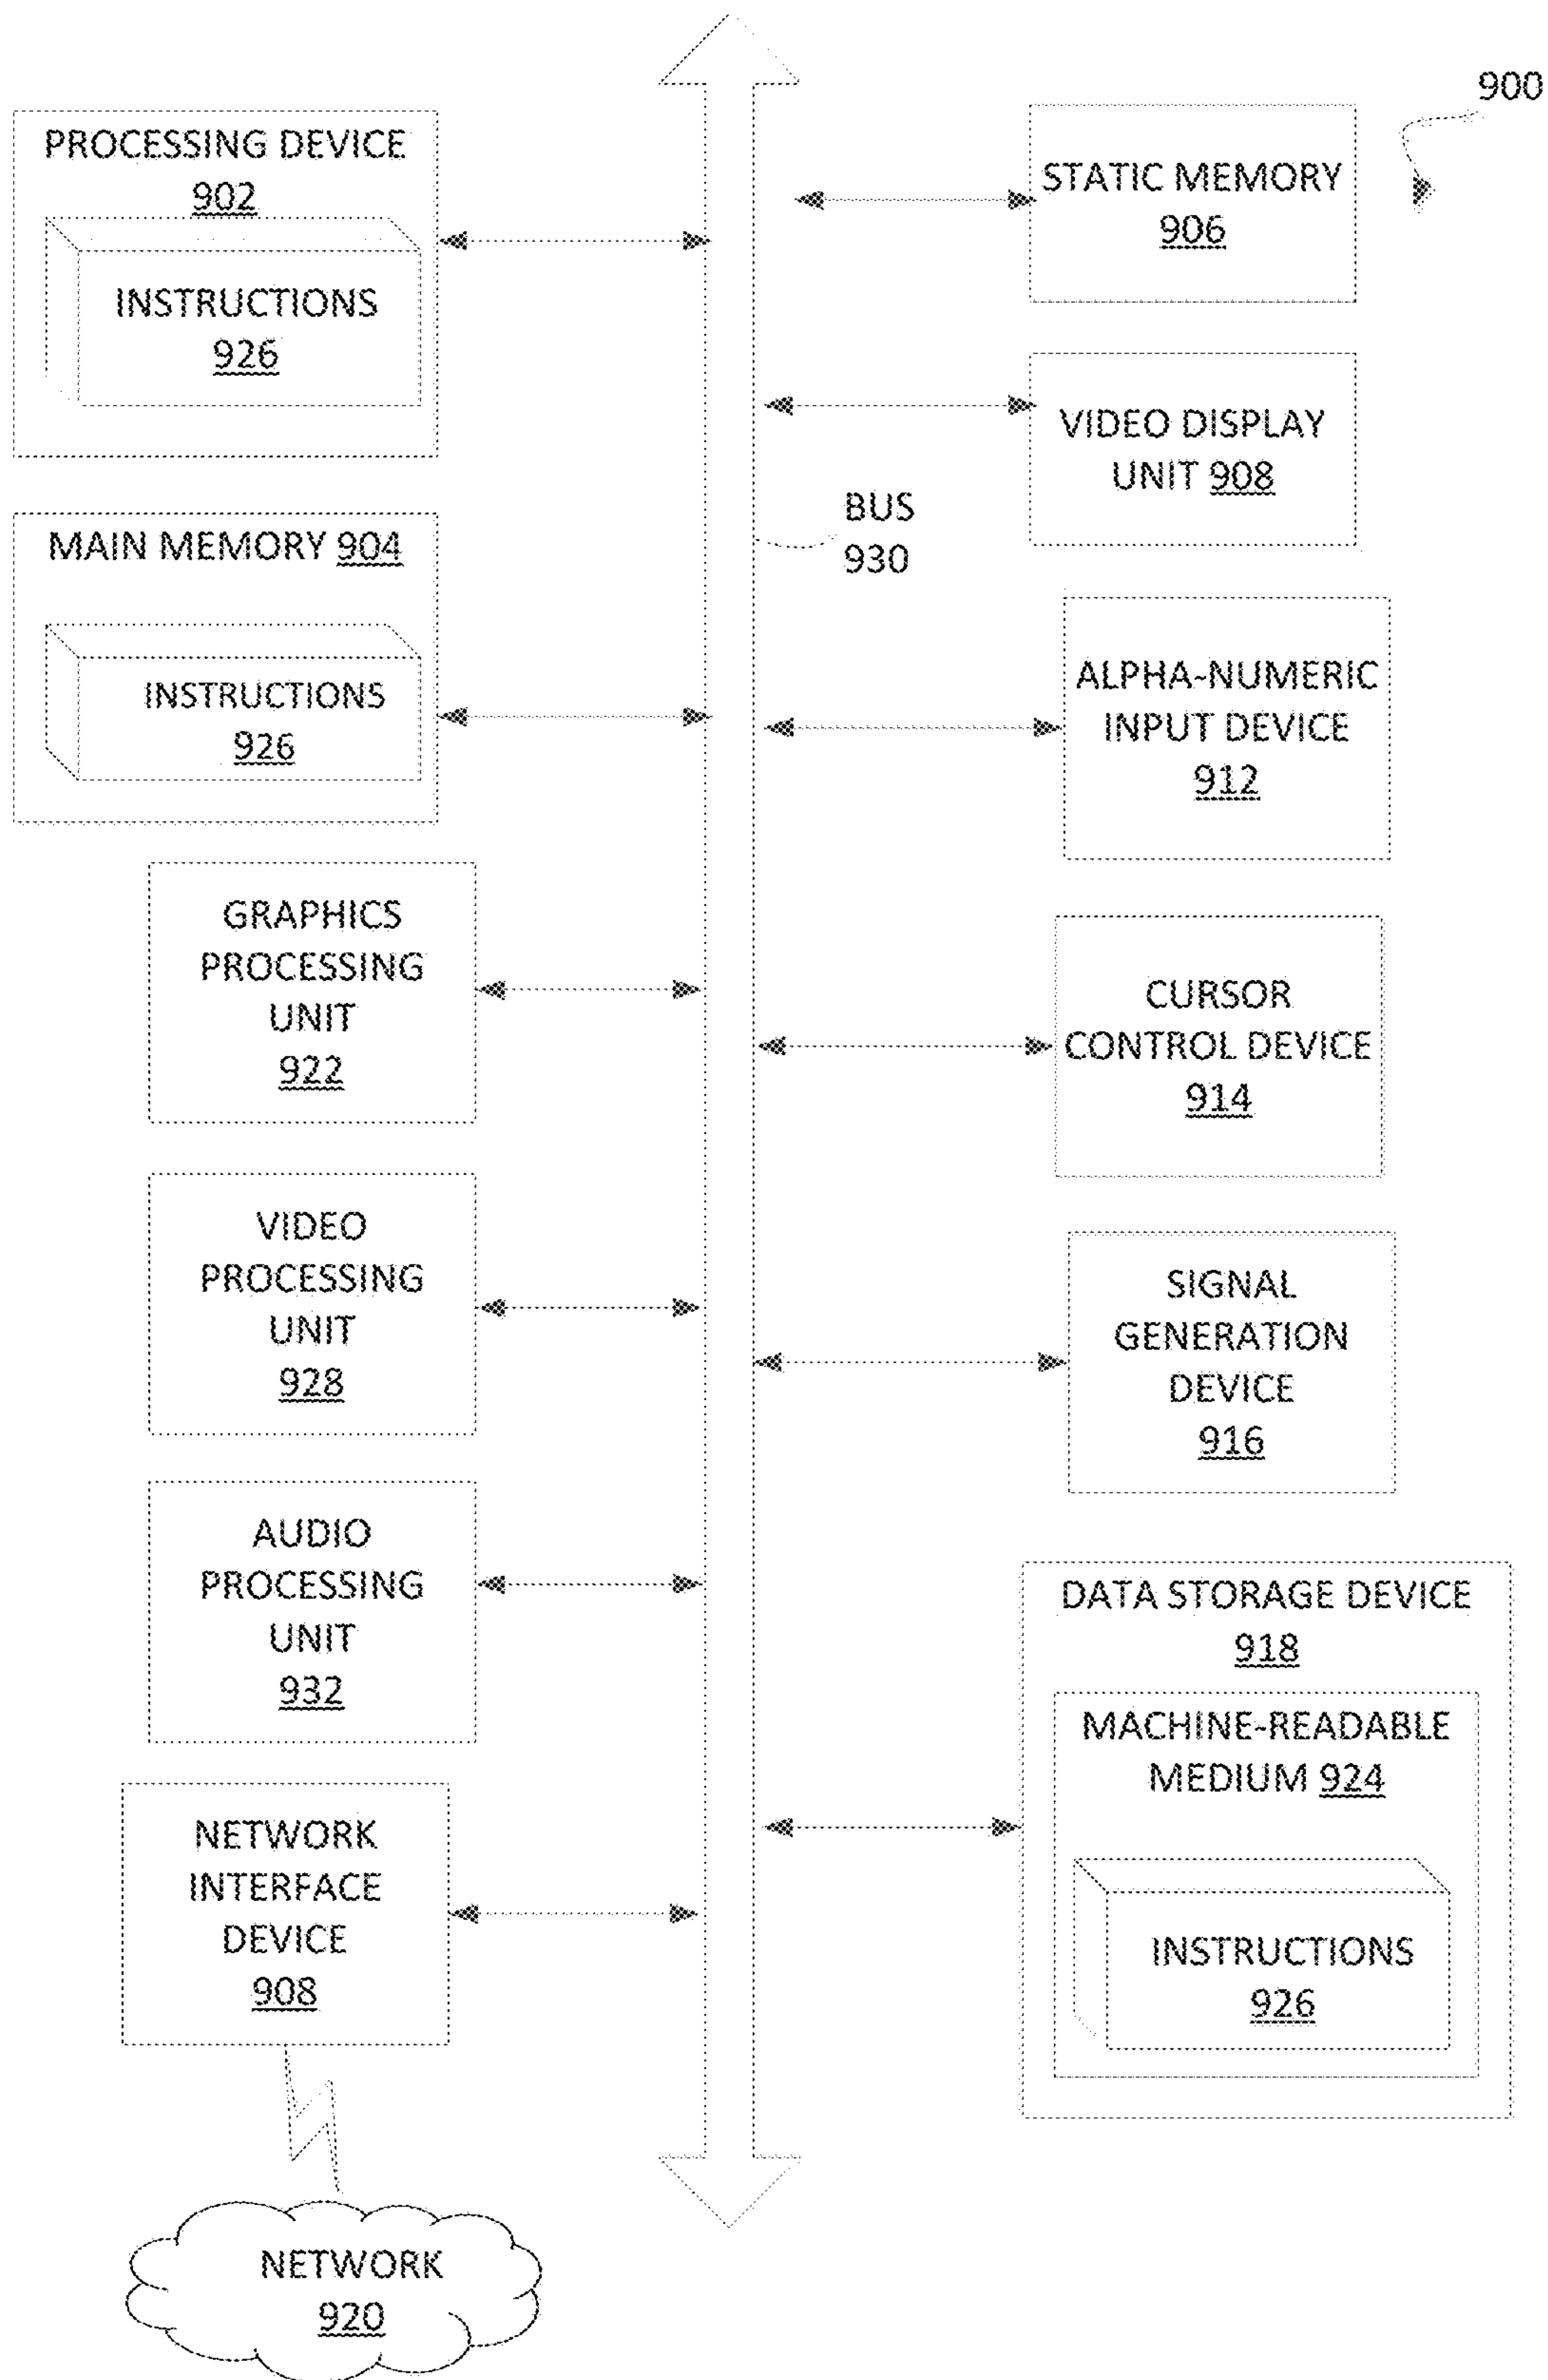 900
PROCESSING DEVICE
902
INSTRUCTIONS
926
MAIN MEMORY 904
INSTRUCTIONS
926
GRAPHICS
PROCESSING
UNIT
922
VIDEO
PROCESSING
UNIT
928
AUDIO
PROCESSING
UNIT
932
NETWORK
INTERFACE
DEVICE
908
NETWORK
920
BUS
930
STATIC MEMORY
906
VIDEO DISPLAY
UNIT 908
ALPHA-NUMERIC
INPUT DEVICE
912
CURSOR
CONTROL DEVICE
914
SIGNAL
GENERATION
DEVICE
916
DATA STORAGE DEVICE
918
MACHINE-READABLE
MEDIUM 924
INSTRUCTIONS
926